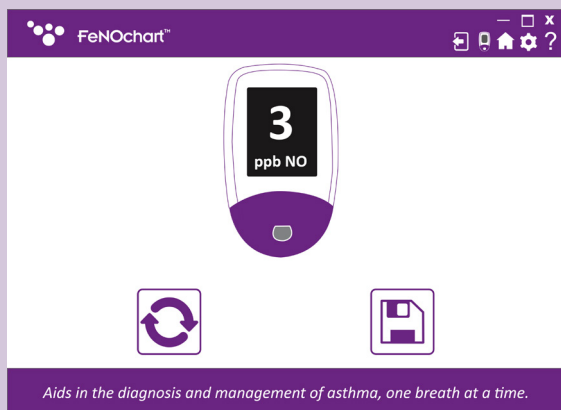 FeNOchart™
3
ppb NO
Aids in the diagnosis and management of asthma, one breath at a time.